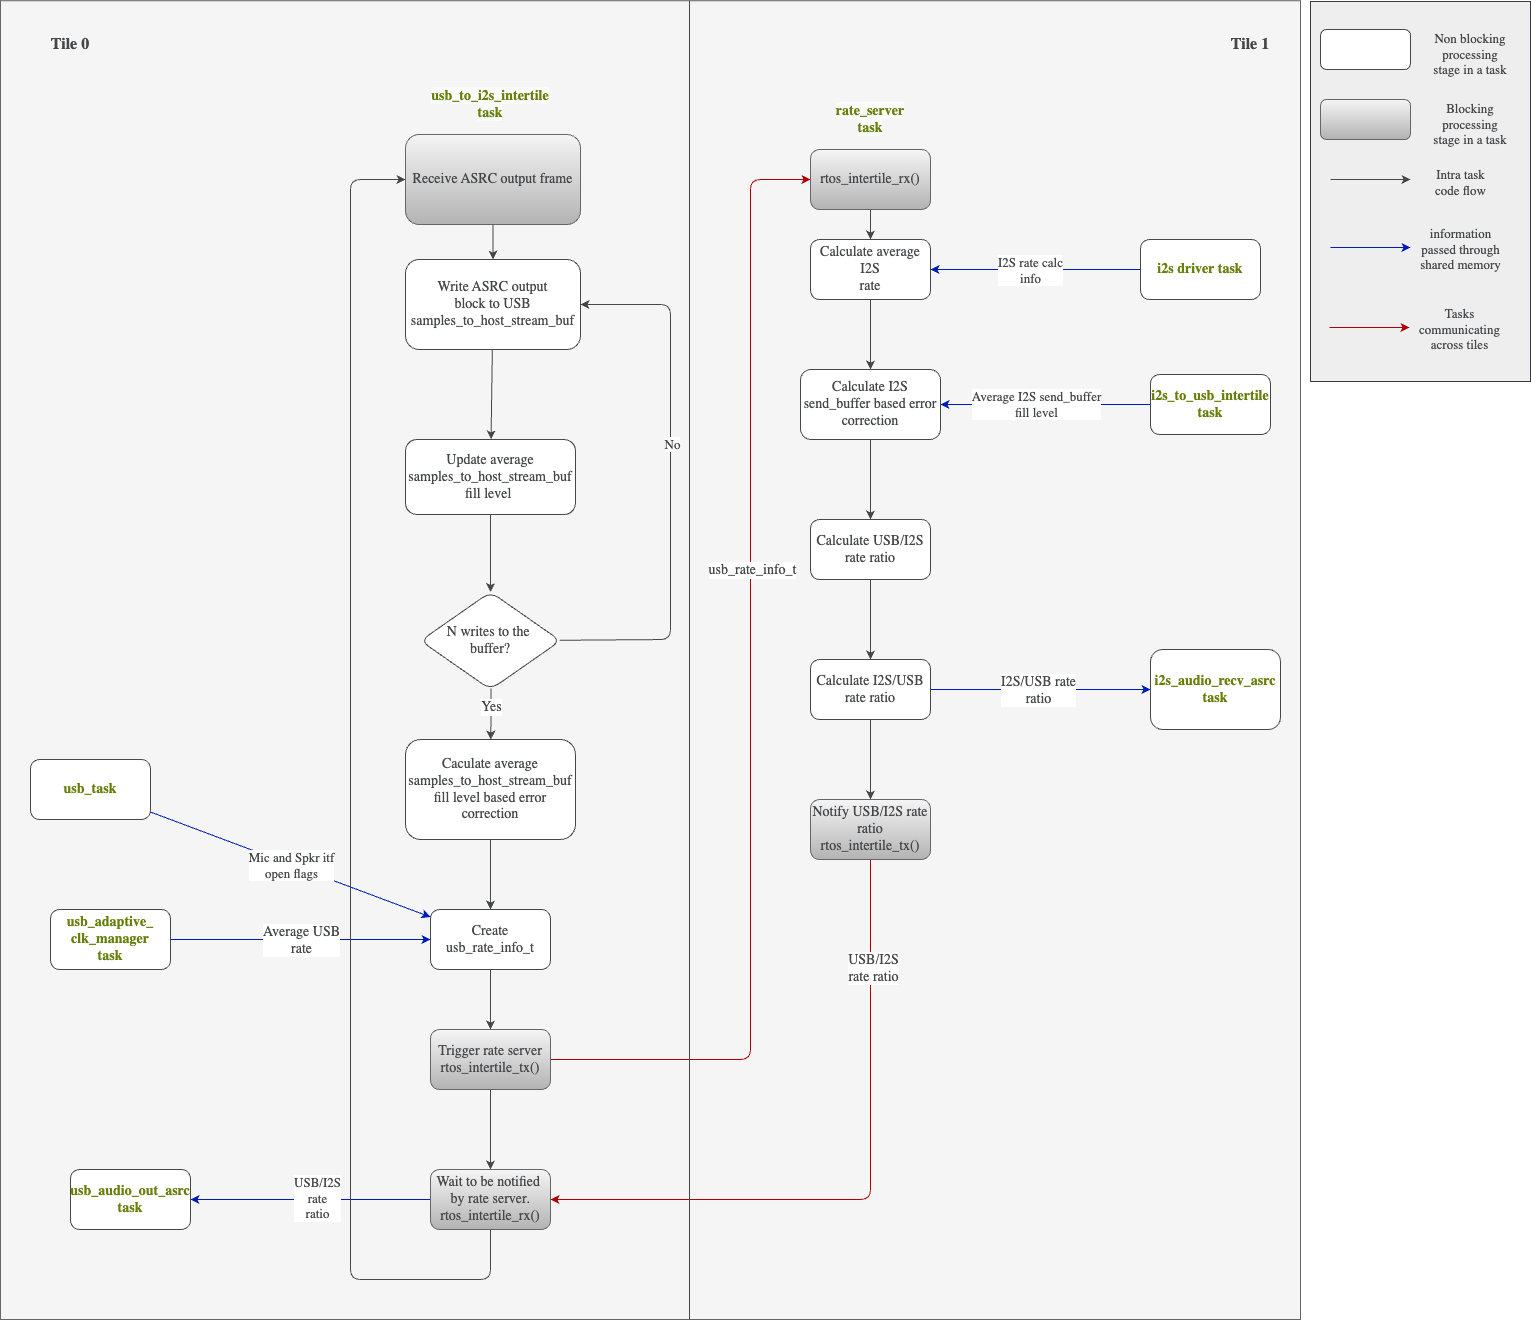 Tile 0
usb_to_i2s_intertile
task
Receive ASRC output frame
Write ASRC output
block to USB
samples_to_host_stream_buf
No
Update average
samples_to_host_stream_buf
fill level
N writes to the
buffer?
Yes
Caculate average
samples_to_host_stream_buf
fill level based error
correction
usb_task
Mic and Spkr itf
open flags
usb_adaptive_
clk_manager
task
Average USB
rate
Create
usb_rate_info_t
Trigger rate server
rtos_intertile_tx()
Wait to be notified
by rate server.
rtos_intertile_rx()
USB/I2S
rate
ratio
usb_audio_out_asrc
task
Tile 1
rate_server
task
rtos_intertile_rx()
Calculate average
I2S
rate
I2S rate calc
info
i2s driver task
Calculate I2S
send_buffer based error
correction
Average I2S send_buffer
fill level
i2s_to_usb_intertile
task
Calculate USB/I2S
rate ratio
usb_rate_info_t
Calculate I2S/USB
rate ratio
I2S/USB rate
ratio
i2s_audio_recv_asrc
task
Notify USB/I2S rate
ratio
rtos_intertile_tx()
USB/I2S
rate ratio
Non blocking
processing
stage in a task
Blocking
processing
stage in a task
Intra task
code flow
information
passed through
shared memory
Tasks
communicating
across tiles